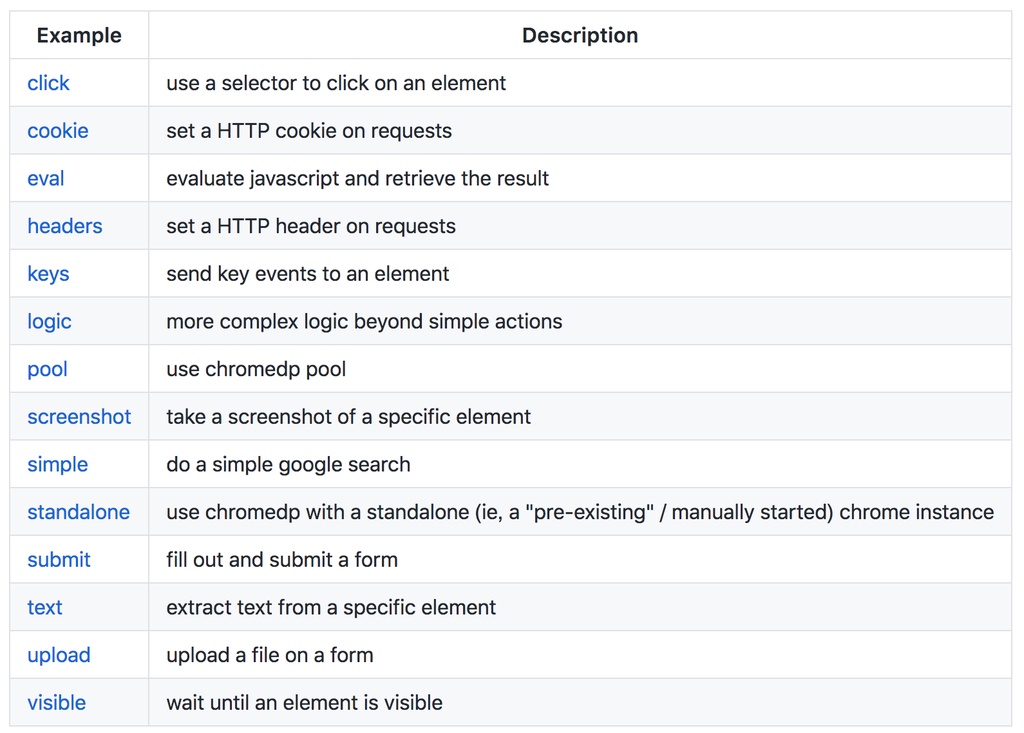 Example Description
click use a selector to click on an element
cookie set a HTTP cookie on requests
eval evaluate javascript and retrieve the result
headers set a HTTP header on requests
keys send key events to an element
logic more complex logic beyond simple actions
pool use chromedp pool
screenshot take a screenshot of a specific element
simple do a simple google search
standalone use chromedp with a standalone (ie, a "pre-existing" / manually started) chrome instance
submit fill out and submit a form
text extract text from a specific element
upload upload a file on a form
visible wait until an element is visible